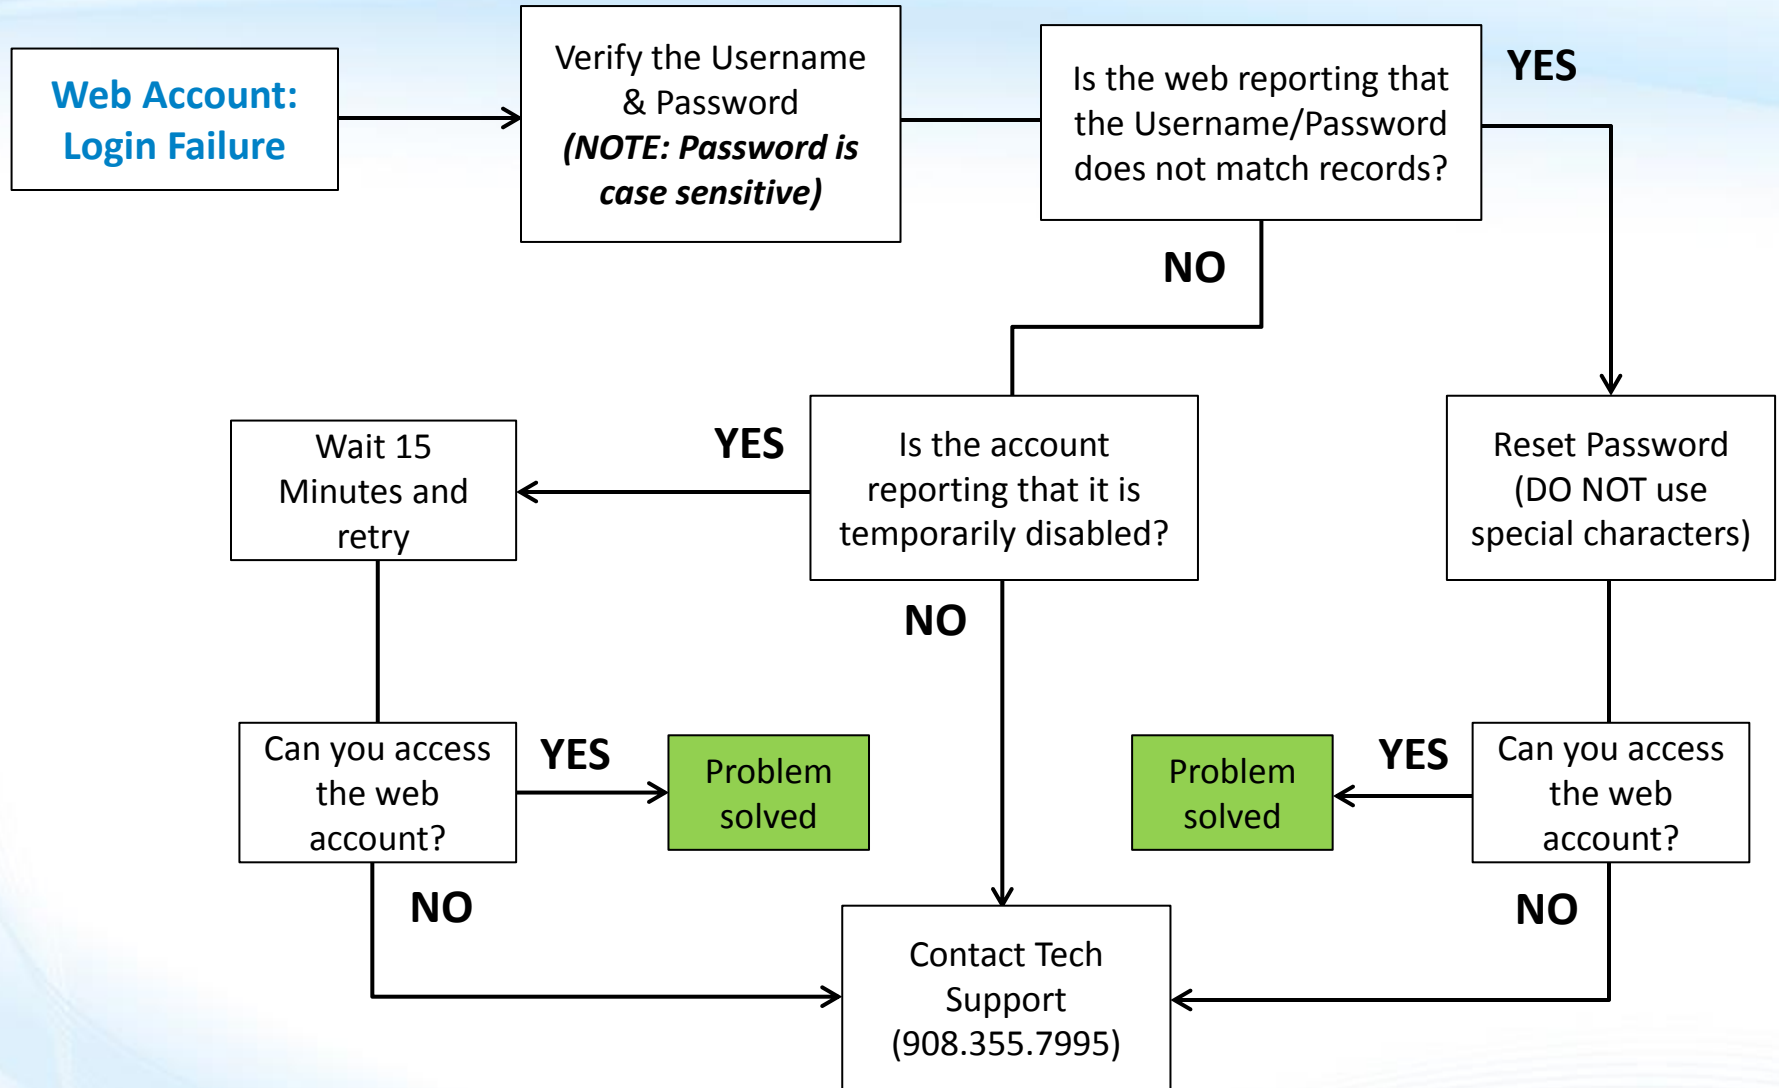 Web Account:
Login Failure
Verify the Username
& Password
(NOTE: Password is
case sensitive)
Is the web reporting that
the Username/Password
does not match records?
YES
NO
Wait 15
Minutes and
retry
YES
Is the account
reporting that it is
temporarily disabled?
NO
Reset Password
(DO NOT use
special characters)
Can you access
the web
account?
YES
Problem
solved
NO
Problem
solved
YES
Can you access
the web
account?
NO
Contact Tech
Support
(908.355.7995)